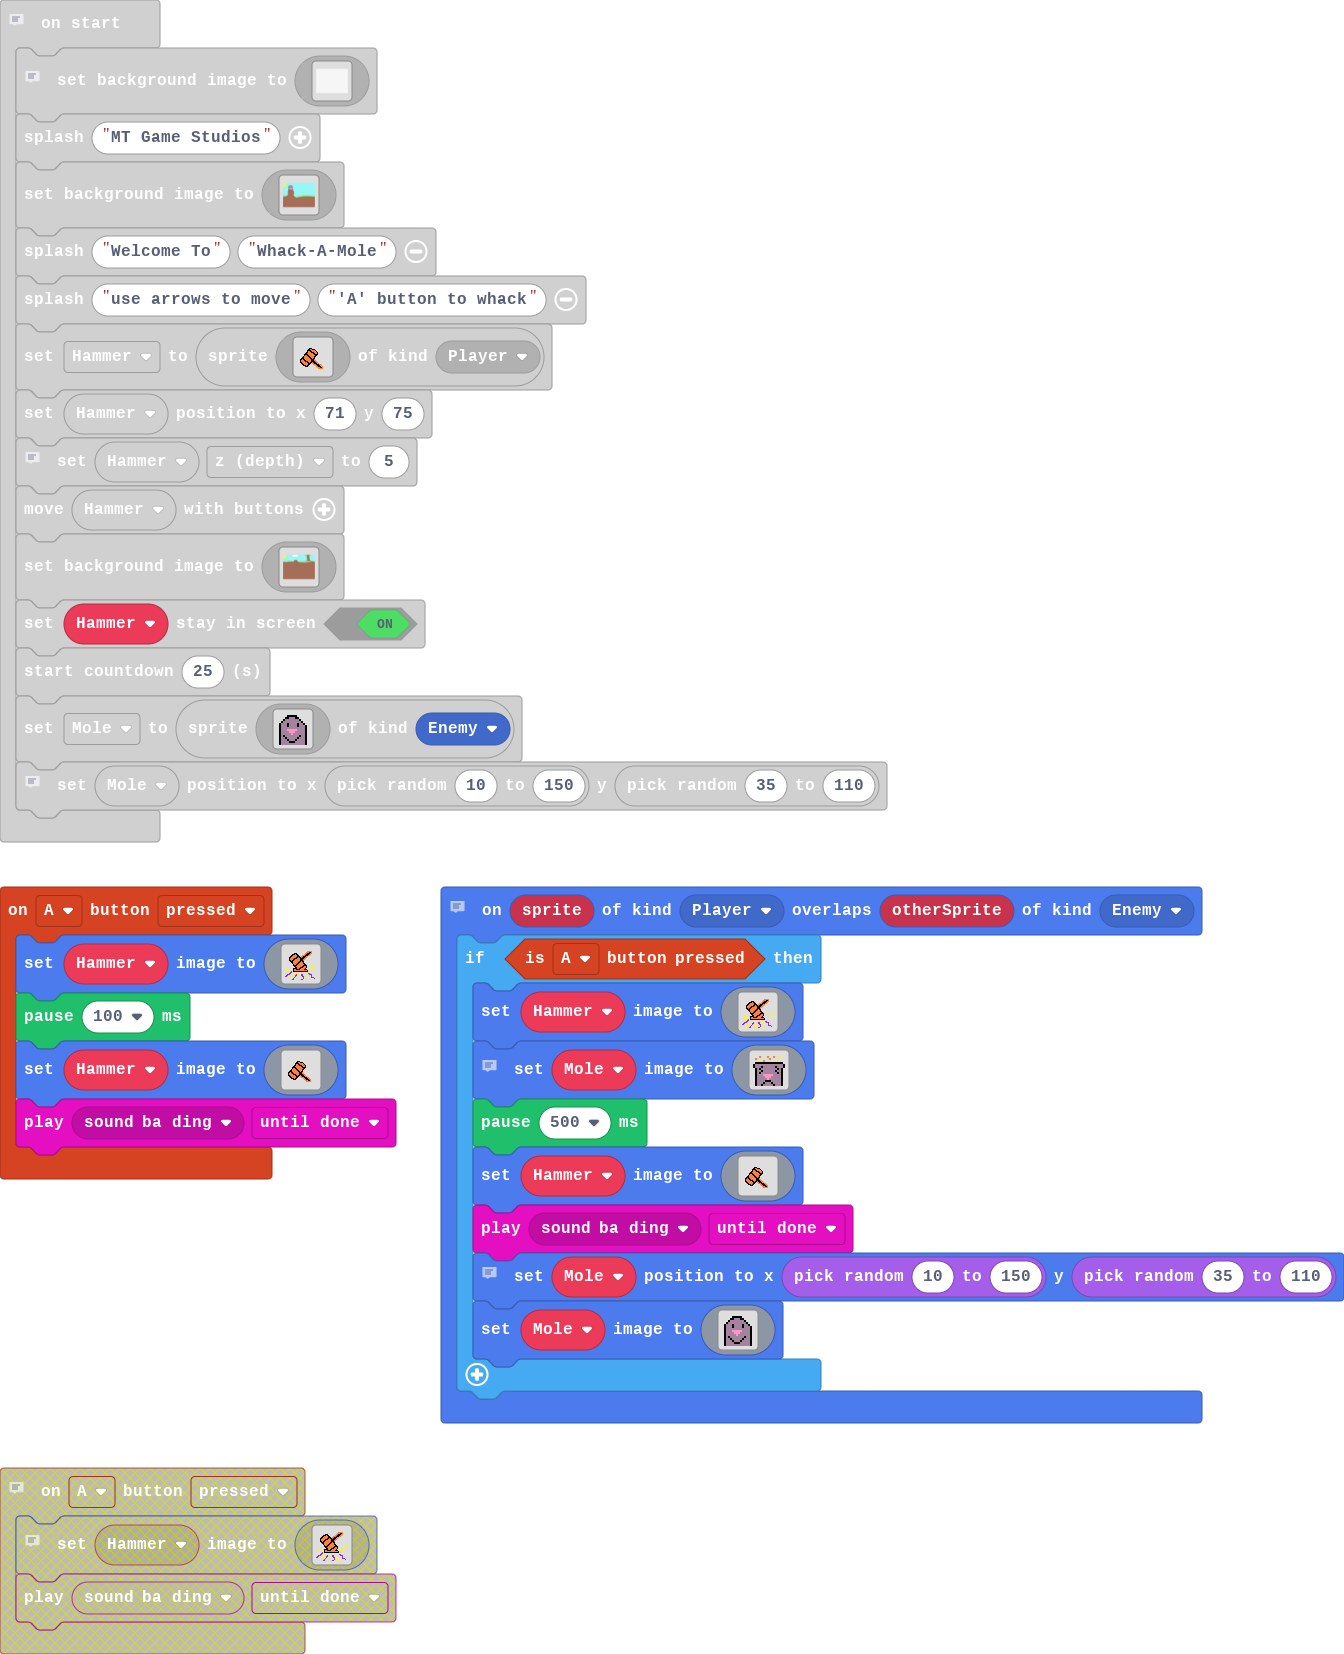 on start
set background image to
splash "MT Game Studios"
set background image to
splash "Welcome To" "Whack-A-Mole"
splash "use arrows to move" "'A' button to whack"
set Hammer to sprite of kind Player
set Hammer position to x 71 y 75
set Hammer z (depth) to 5
move Hammer with buttons
set background image to
set Hammer stay in screen ON
start countdown 25 (s)
set Mole to sprite of kind Enemy
set Mole position to x pick random 10 to 150 y pick random 35 to 110
on A button pressed
set Hammer image to
pause 100 ms
set Hammer image to
play sound ba ding until done
on sprite of kind Player overlaps otherSprite of kind Enemy
if is A button pressed then
set Hammer image to
set Mole image to
pause 500 ms
set Hammer image to
play sound ba ding until done
set Mole position to x pick random 10 to 150 y pick random 35 to 110
set Mole image to
on A button pressed
set Hammer image to
play sound ba ding until done